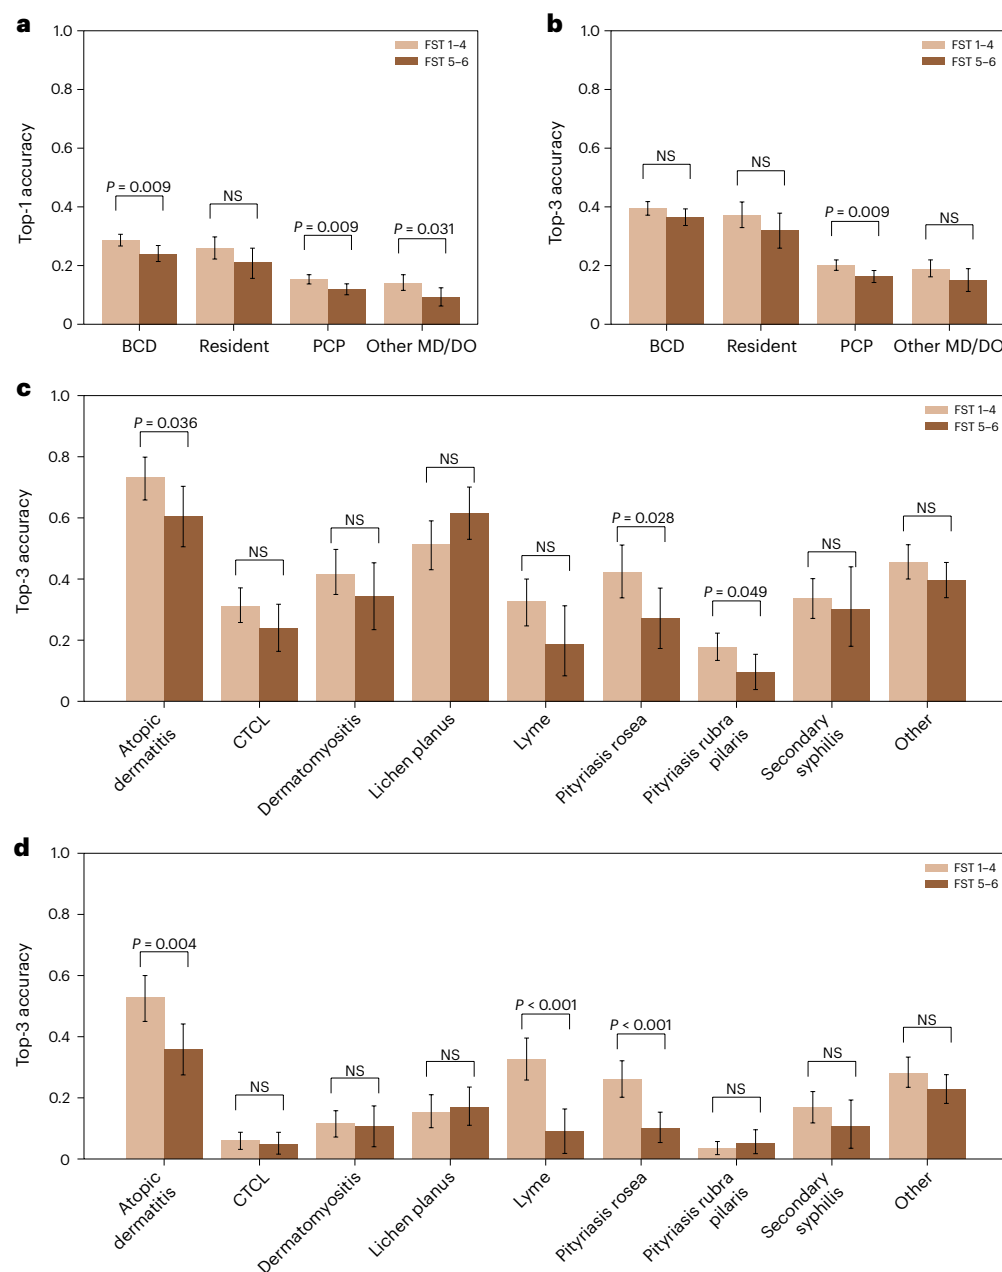 a
1.0
0.8
0.6
0.4
0.2
0
Top-1 accuracy
FST 1–4
FST 5–6
P = 0.009
NS
P = 0.009
P = 0.031
BCD
Resident
PCP
Other MD/DO
b
1.0
0.8
0.6
0.4
0.2
0
Top-3 accuracy
FST 1–4
FST 5–6
NS
NS
P = 0.009
NS
BCD
Resident
PCP
Other MD/DO
c
1.0
0.8
0.6
0.4
0.2
0
Top-3 accuracy
FST 1–4
FST 5–6
P = 0.036
NS
NS
NS
NS
P = 0.028
P = 0.049
NS
NS
Atopic
dermatitis
CTCL
Dermatomyositis
Lichen planus
Lyme
Pityriasis rosea
Pityriasis rubra
pilaris
Secondary
syphilis
Other
d
1.0
0.8
0.6
0.4
0.2
0
Top-3 accuracy
FST 1–4
FST 5–6
P = 0.004
NS
NS
NS
P < 0.001
P < 0.001
NS
NS
NS
Atopic
dermatitis
CTCL
Dermatomyositis
Lichen planus
Lyme
Pityriasis rosea
Pityriasis rubra
pilaris
Secondary
syphilis
Other